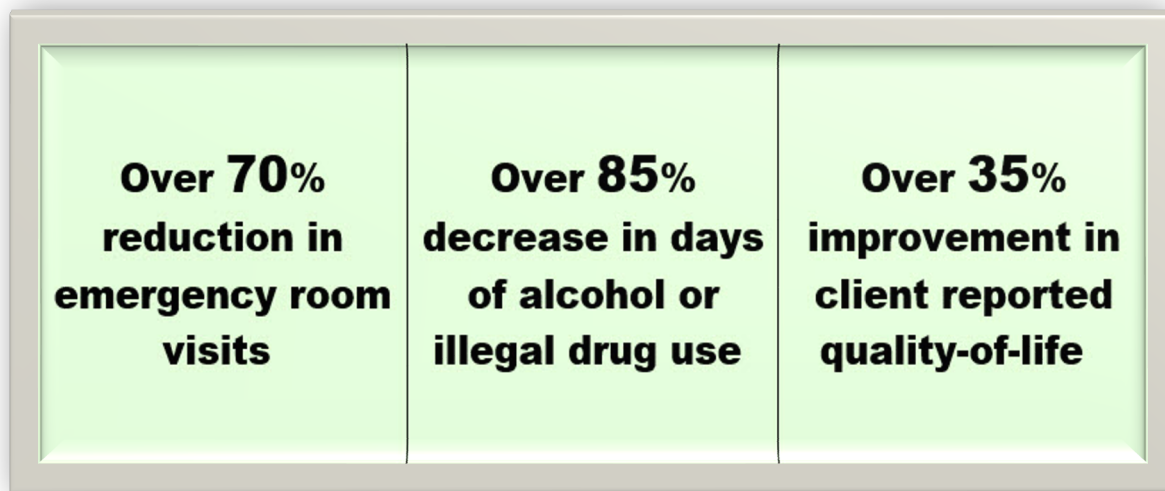 Over 70%
reduction in
emergency room
visits
Over 85%
decrease in days
of alcohol or
illegal drug use
Over 35%
improvement in
client reported
quality-of-life